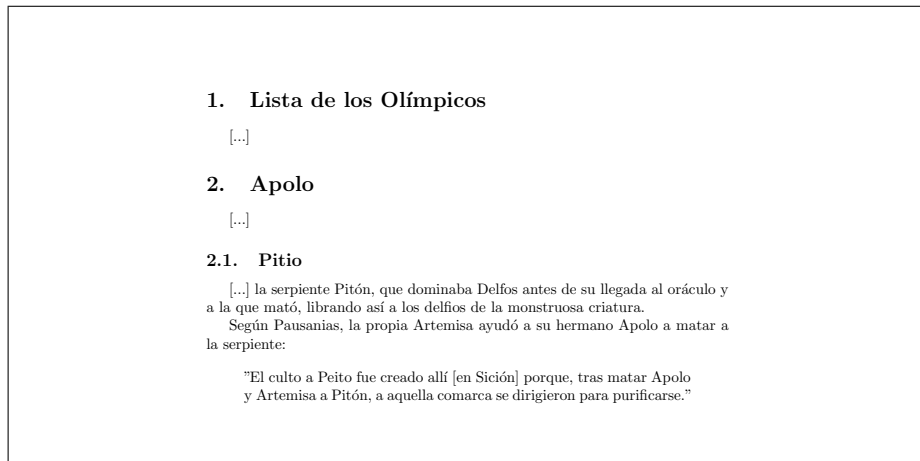 1. Lista de los Olímpicos
[...]
2. Apolo
[...]
2.1. Pitio
[...] la serpiente Pitón, que dominaba Delfos antes de su llegada al oráculo y
a la que mató, librando así a los delfios de la monstruosa criatura.
Según Pausanias, la propia Artemisa ayudó a su hermano Apolo a matar a
la serpiente:
”El culto a Peito fue creado allí [en Sición] porque, tras matar Apolo
y Artemisa a Pitón, a aquella comarca se dirigieron para purificarse.”